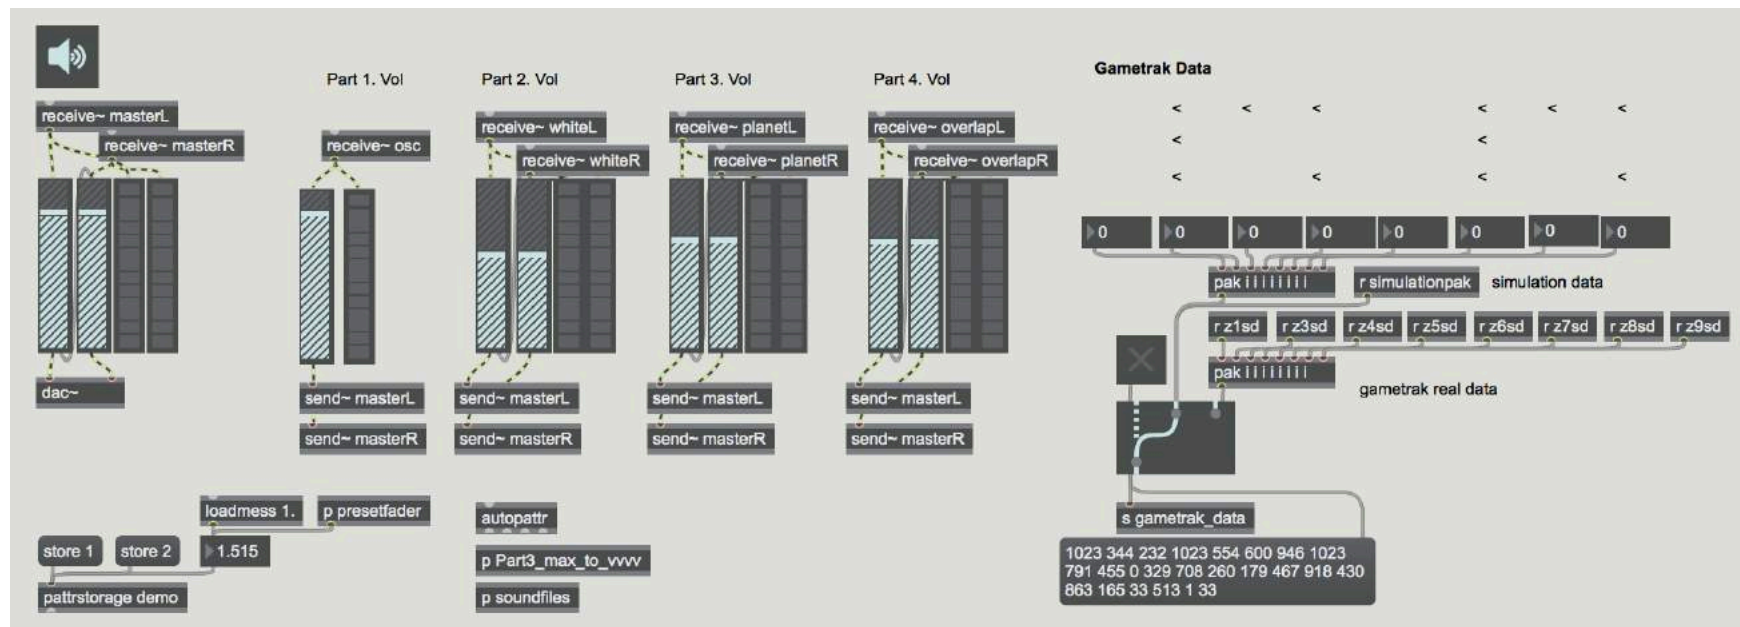 Part 1. Vol
Part 2. Vol
Part 3. Vol
Part 4. Vol
Gametrak Data
receive~ masterL
receive~ masterR
receive~ osc
receive~ whiteL
receive~ whiteR
receive~ planetL
receive~ planetR
receive~ overlapL
receive~ overlapR
< < < < < <
< <
< < < <
0 0 0 0 0 0 0 0
pak i i i i i i i i
r simulationpak
simulation data
r z1sd r z3sd r z4sd r z5sd r z6sd r z7sd r z8sd r z9sd
pak i i i i i i i i
gametrak real data
dac~
send~ masterL
send~ masterR
send~ masterL
send~ masterR
send~ masterL
send~ masterR
send~ masterL
send~ masterR
loadmess 1.
p presetfader
store 1
store 2
1.515
pattrstorage demo
autopattr
p Part3_max_to_vvvv
p soundfiles
s gametrak_data
1023 344 232 1023 554 600 946 1023
791 455 0 329 708 260 179 467 918 430
863 165 33 513 1 33